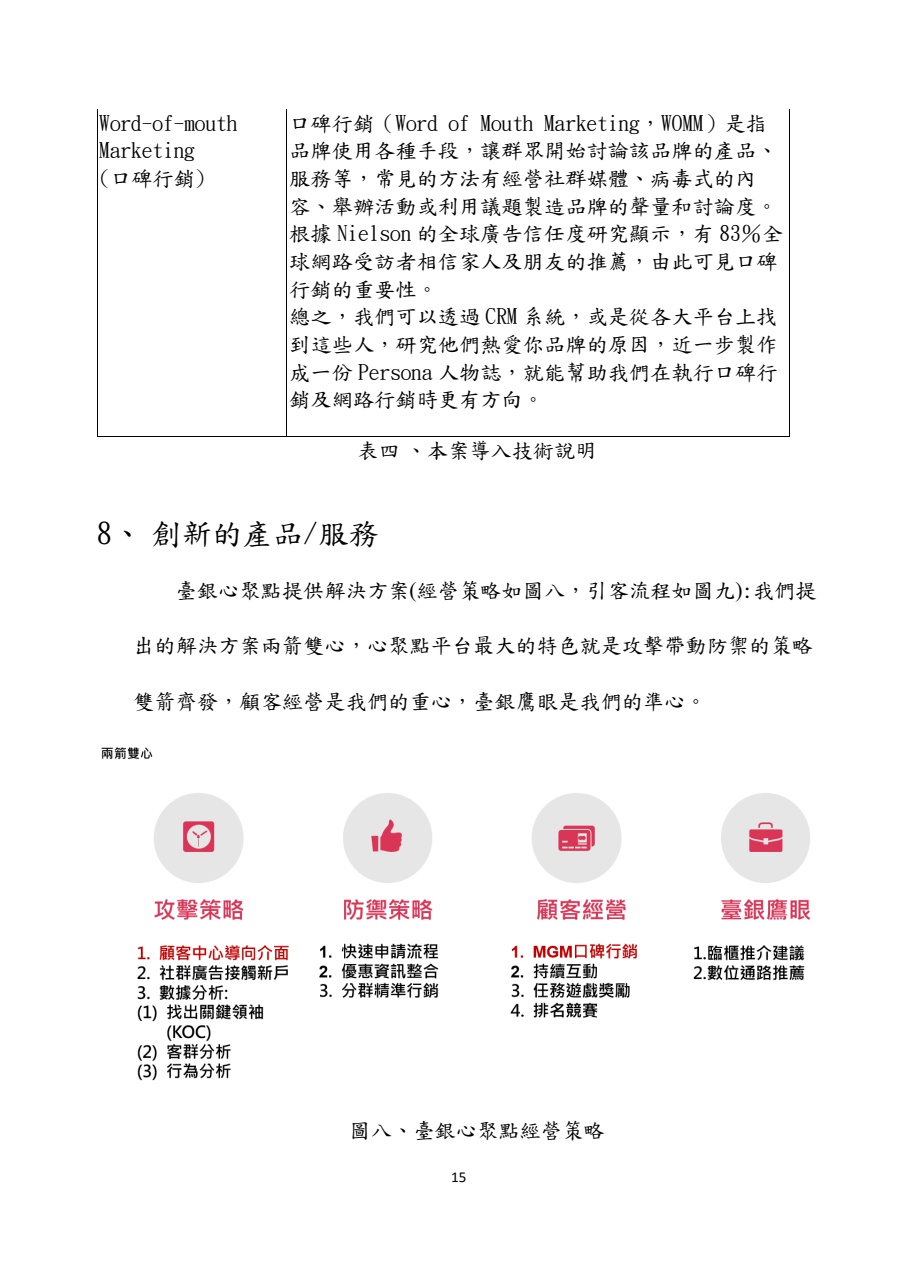 Word-of-mouth
Marketing
(口碑行銷)
口碑行銷（Word of Mouth Marketing，WOMM）是指
品牌使用各種手段，讓群眾開始討論該品牌的產品、
服務等，常見的方法有經營社群媒體、病毒式的內
容、舉辦活動或利用議題製造品牌的聲量和討論度。
根據 Nielson 的全球廣告信任度研究顯示，有 83%全
球網路受訪者相信家人及朋友的推薦，由此可見口碑
行銷的重要性。
總之，我們可以透過 CRM 系統，或是從各大平台上找
到這些人，研究他們熱愛你品牌的原因，近一步製作
成一份 Persona 人物誌，就能幫助我們在執行口碑行
銷及網路行銷時更有方向。
表四 、本案導入技術說明
8、 創新的產品/服務
臺銀心聚點提供解決方案(經營策略如圖八，引客流程如圖九):我們提
出的解決方案兩箭雙心，心聚點平台最大的特色就是攻擊帶動防禦的策略
雙箭齊發，顧客經營是我們的重心，臺銀鷹眼是我們的準心。
兩箭雙心
攻擊策略
1. 顧客中心導向介面
2. 社群廣告接觸新戶
3. 數據分析:
(1) 找出關鍵領袖
(KOC)
(2) 客群分析
(3) 行為分析
防禦策略
1. 快速申請流程
2. 優惠資訊整合
3. 分群精準行銷
顧客經營
1. MGM口碑行銷
2. 持續互動
3. 任務遊戲獎勵
4. 排名競賽
臺銀鷹眼
1.臨櫃推介建議
2.數位通路推薦
圖八、臺銀心聚點經營策略
15